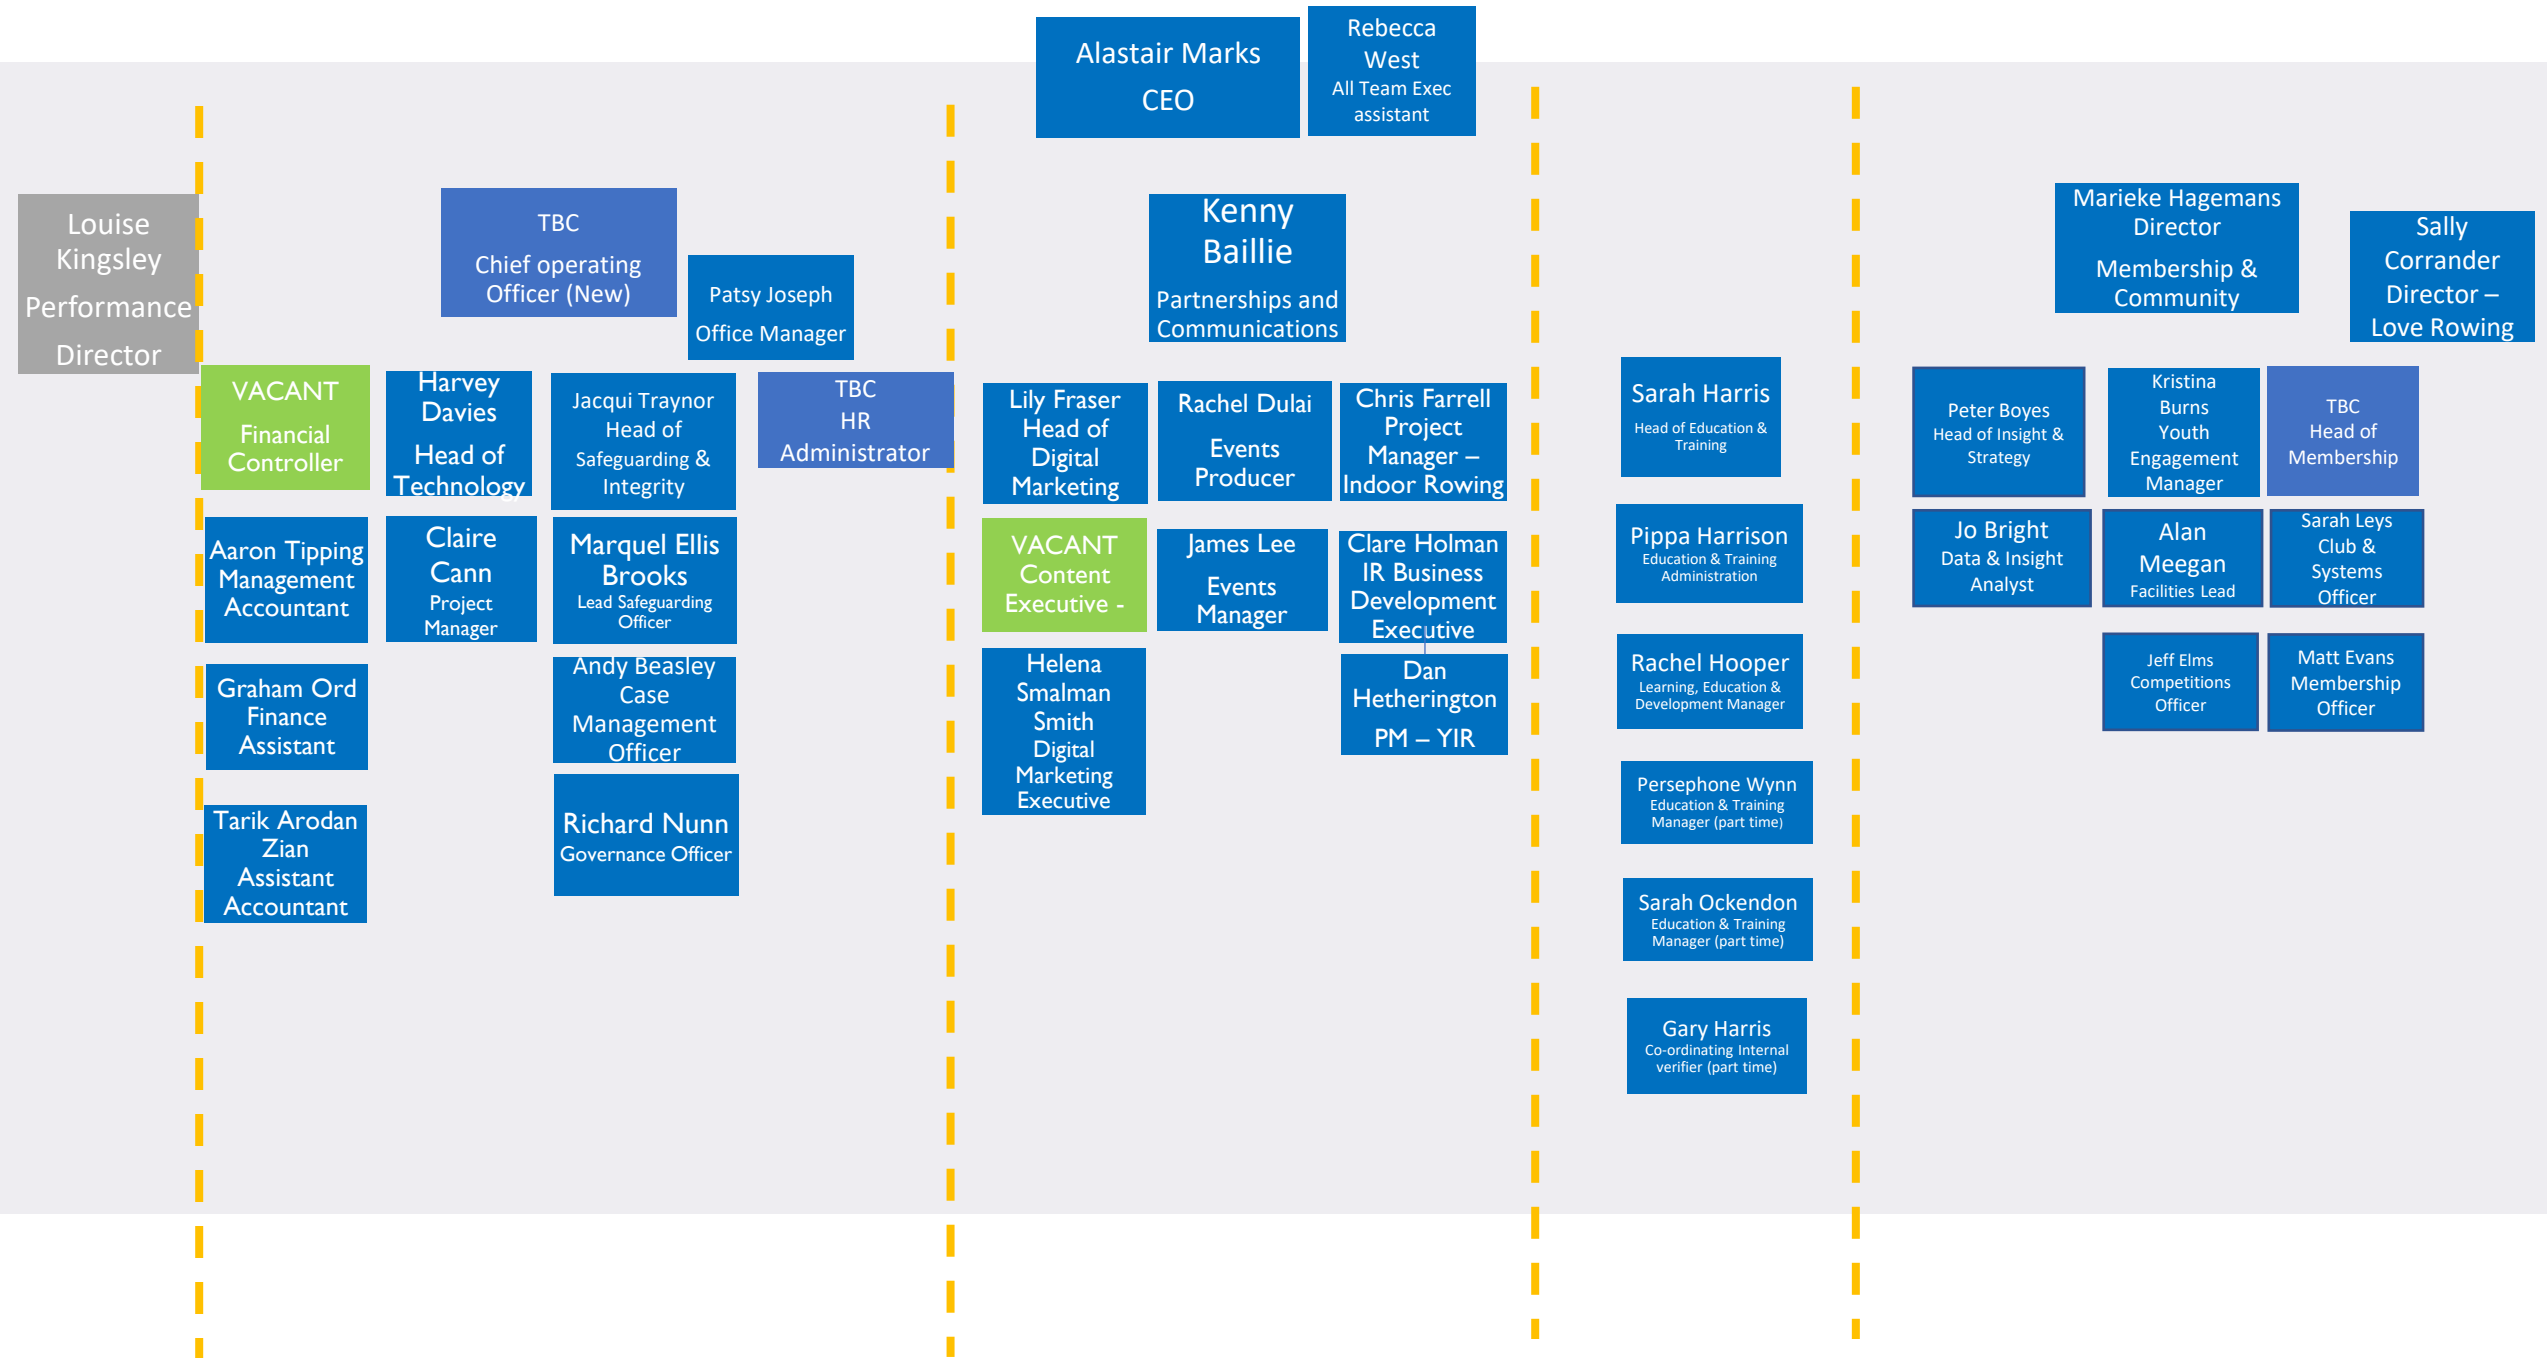 Alastair Marks
CEO
Rebecca
West
All Team Exec
assistant
Louise
Kingsley
Performance
Director
TBC
Chief operating
Officer (New)
Patsy Joseph
Office Manager
VACANT
Financial
Controller
Harvey
Davies
Head of
Technology
Jacqui Traynor
Head of
Safeguarding &
Integrity
TBC
HR
Administrator
Aaron Tipping
Management
Accountant
Claire
Cann
Project
Manager
Marquel Ellis
Brooks
Lead Safeguarding
Officer
Graham Ord
Finance
Assistant
Andy Beasley
Case
Management
Officer
Tarik Arodan
Zian
Assistant
Accountant
Richard Nunn
Governance Officer
Kenny
Baillie
Partnerships and
Communications
Lily Fraser
Head of
Digital
Marketing
Rachel Dulai
Events
Producer
Chris Farrell
Project
Manager –
Indoor Rowing
VACANT
Content
Executive -
James Lee
Events
Manager
Clare Holman
IR Business
Development
Executive
Helena
Smalman
Smith
Digital
Marketing
Executive
Dan
Hetherington
PM – YIR
Sarah Harris
Head of Education &
Training
Pippa Harrison
Education & Training
Administration
Rachel Hooper
Learning, Education &
Development Manager
Persephone Wynn
Education & Training
Manager (part time)
Sarah Ockendon
Education & Training
Manager (part time)
Gary Harris
Co-ordinating Internal
verifier (part time)
Marieke Hagemans
Director
Membership &
Community
Sally
Corrander
Director –
Love Rowing
Peter Boyes
Head of Insight &
Strategy
Kristina
Burns
Youth
Engagement
Manager
TBC
Head of
Membership
Jo Bright
Data & Insight
Analyst
Alan
Meegan
Facilities Lead
Sarah Leys
Club &
Systems
Officer
Jeff Elms
Competitions
Officer
Matt Evans
Membership
Officer